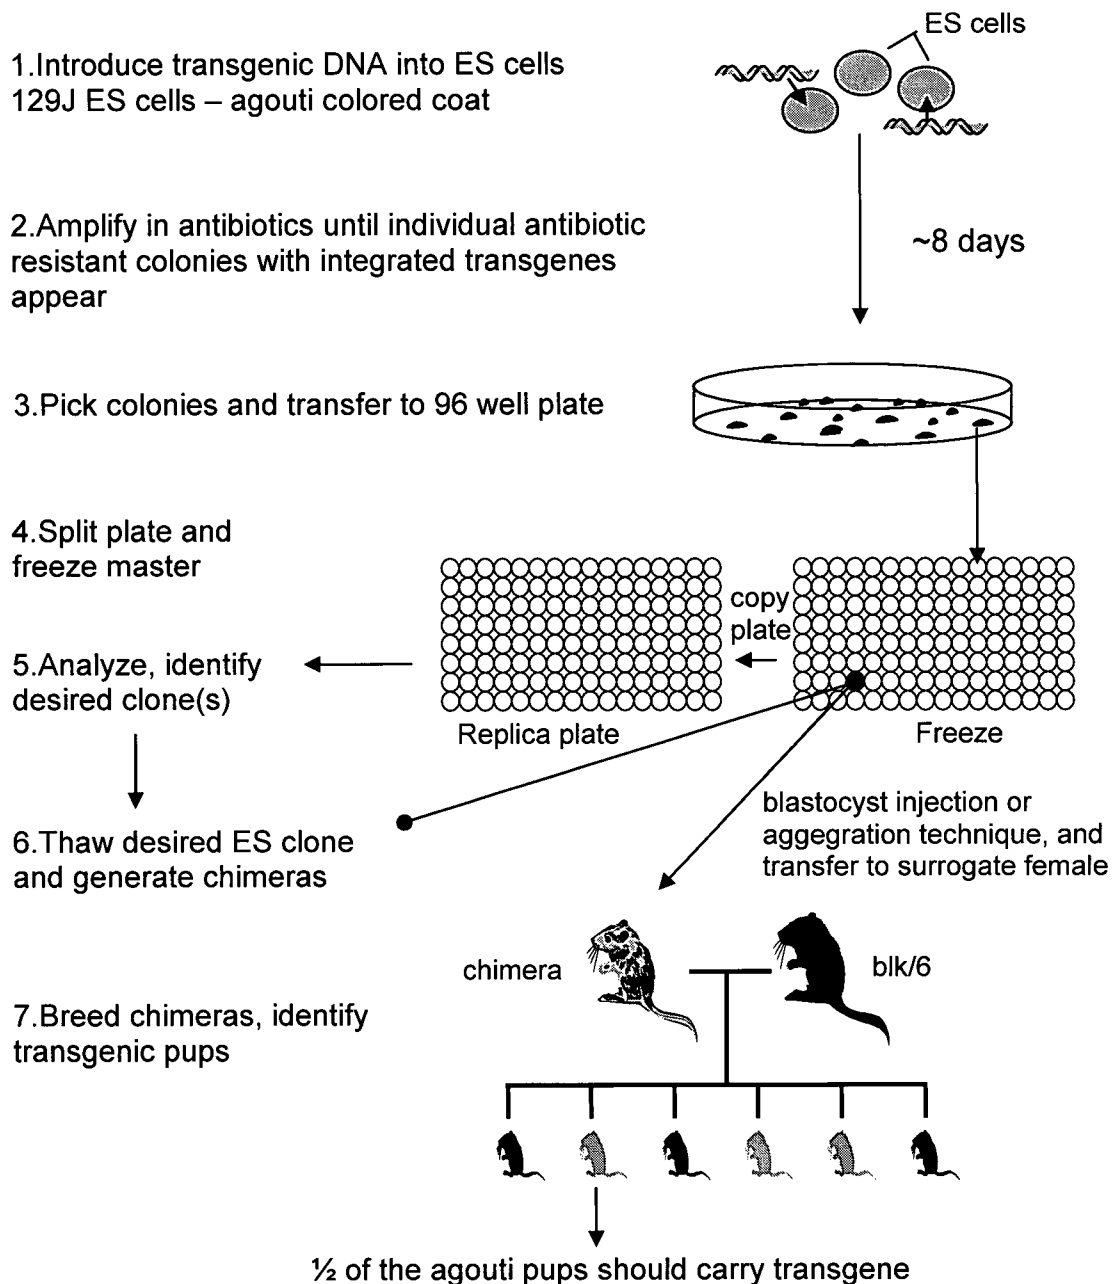 ES cells
1.Introduce transgenic DNA into ES cells
129J ES cells – agouti colored coat
2.Amplify in antibiotics until individual antibiotic
resistant colonies with integrated transgenes
appear
~8 days
3.Pick colonies and transfer to 96 well plate
4.Split plate and
freeze master
copy
plate
5.Analyze, identify
desired clone(s)
Replica plate
Freeze
6.Thaw desired ES clone
and generate chimeras
blastocyst injection or
aggegration technique, and
transfer to surrogate female
chimera
blk/6
7.Breed chimeras, identify
transgenic pups
½ of the agouti pups should carry transgene